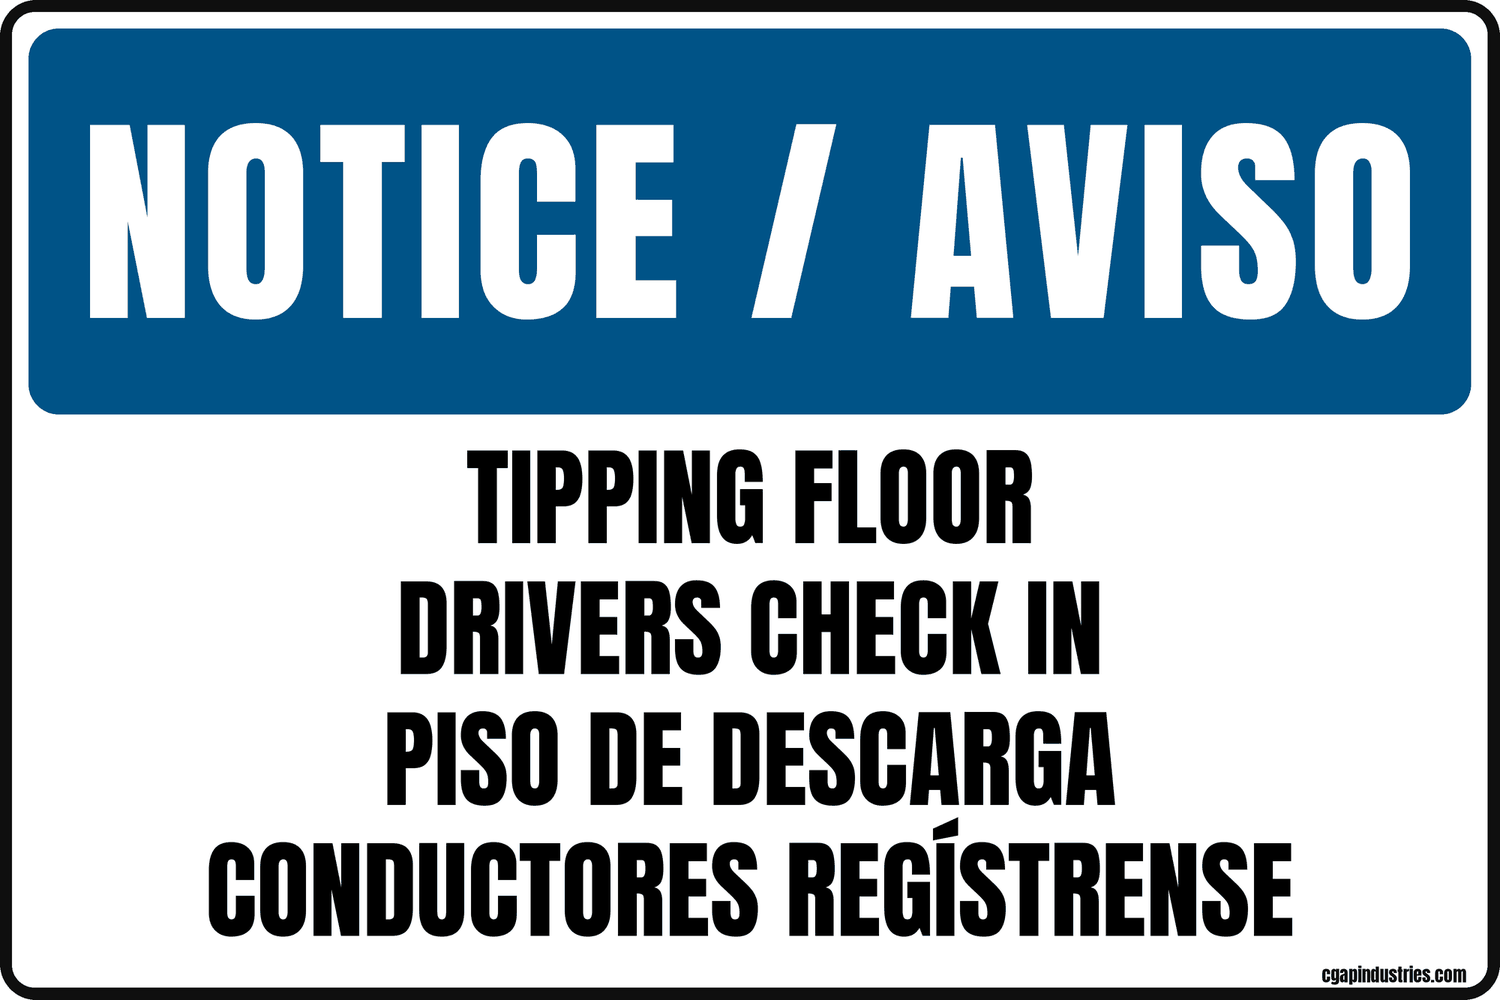 NOTICE / AVISO
TIPPING FLOOR
DRIVERS CHECK IN
PISO DE DESCARGA
CONDUCTORES REGÍSTRENSE
cgapindustries.com